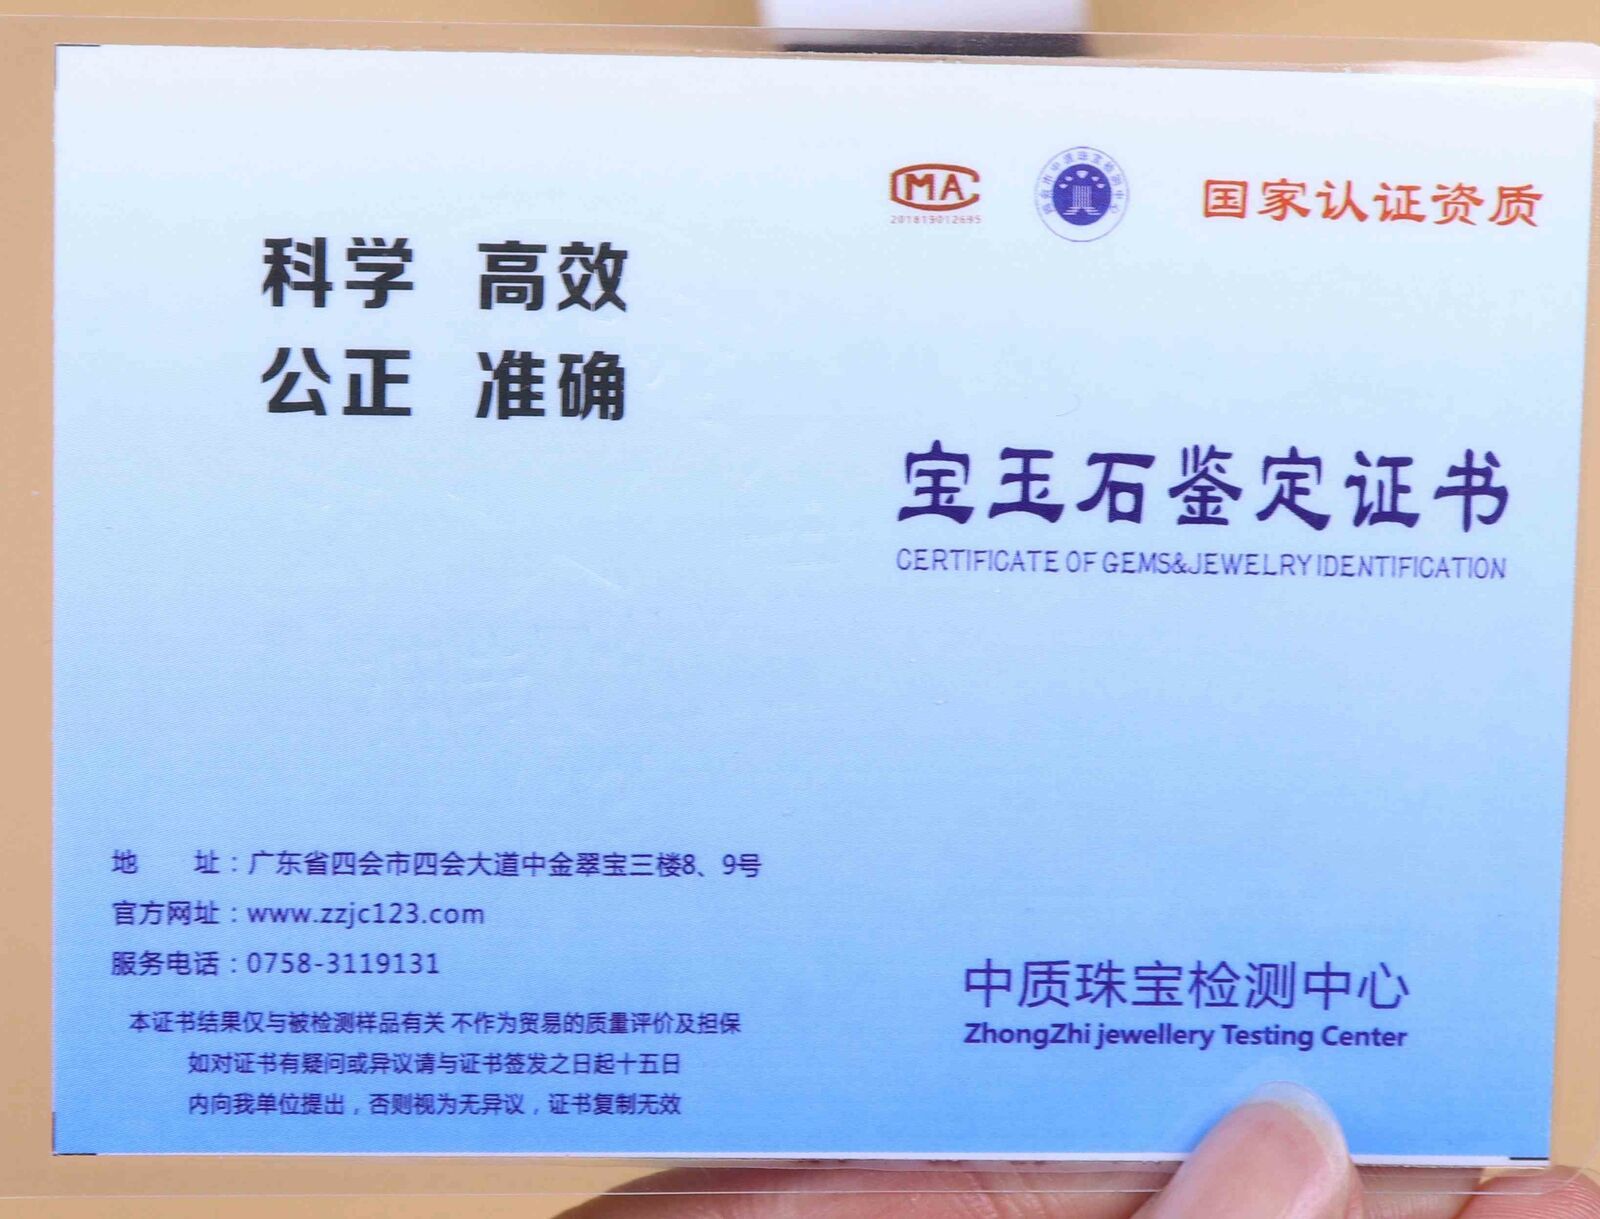 科学 高效
公正 准确
地 址：广东省四会市四会大道中金翠宝三楼8、9号
官方网址：www.zzjc123.com
服务电话：0758-3119131
本证书结果仅与被检测样品有关 不作为贸易的质量评价及担保
如对证书有疑问或异议请与证书签发之日起十五日
内向我单位提出，否则视为无异议，证书复制无效
CMA
201819012695
国家认证资质
宝玉石鉴定证书
CERTIFICATE OF GEMS&JEWELRY IDENTIFICATION
中质珠宝检测中心
ZhongZhi jewellery Testing Center